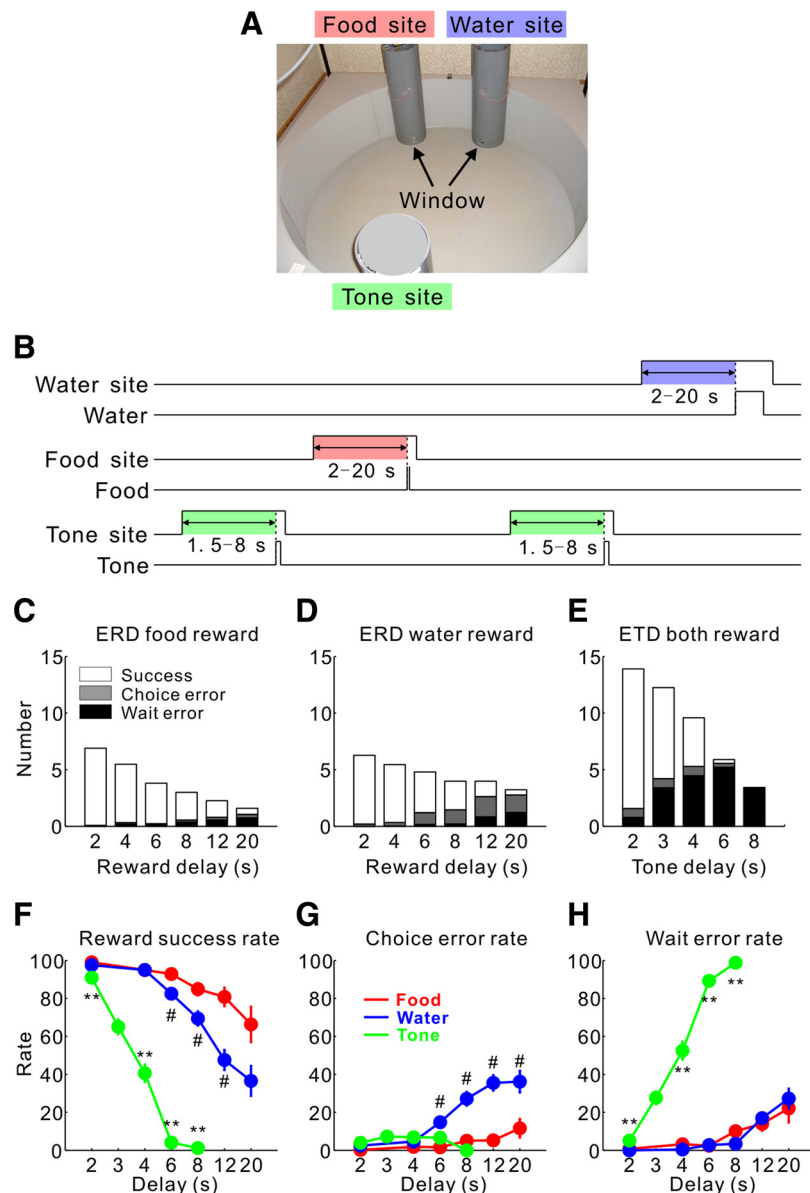 A
Food site Water site
Window
Tone site
B
Water site
2-20 s
Water
Food site
2-20 s
Food
Tone site
1.5-8 s 1.5-8 s
Tone
C D E
ERD food reward ERD water reward ETD both reward
15 15 15
Success
Choice error
Wait error
10 10 10
Number
5 5 5
0 0 0
2 4 6 8 12 20 2 4 6 8 12 20 2 3 4 6 8
Reward delay (s) Reward delay (s) Tone delay (s)
F G H
Reward success rate Choice error rate Wait error rate
100 100 100
80 80 80
60 60 60
40 40 40
20 20 20
0 0 0
Rate
Food
Water
Tone
** ** ** **
# # #
# # # #
** ** ** **
2 3 4 6 8 12 20 2 3 4 6 8 12 20 2 3 4 6 8 12 20
Delay (s) Delay (s) Delay (s)